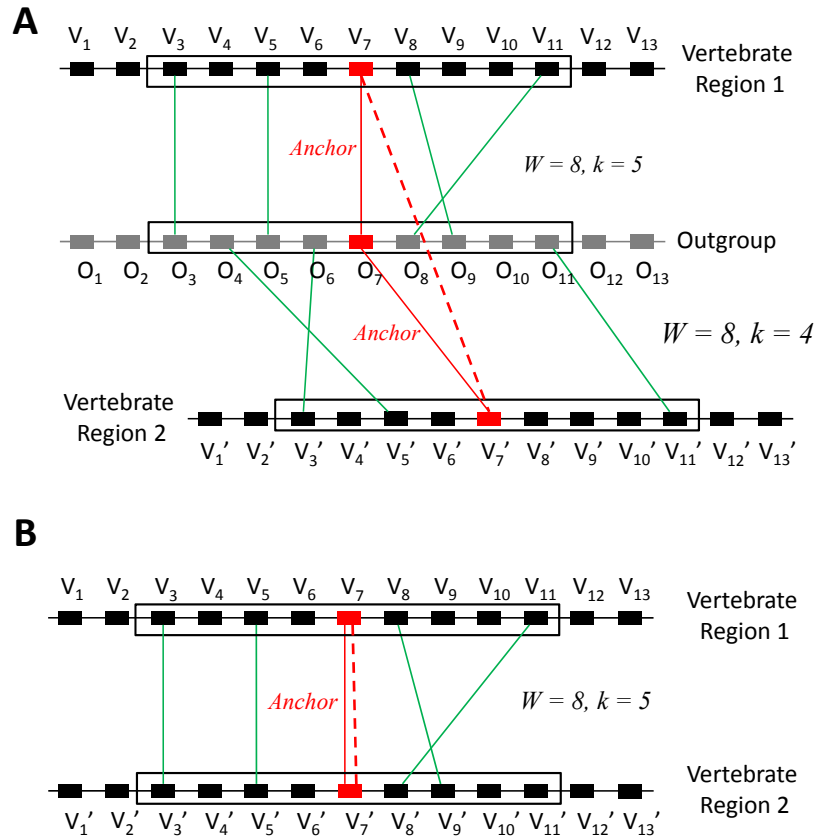 A
V₁ V₂ V₃ V₄ V₅ V₆ V₇ V₈ V₉ V₁₀ V₁₁ V₁₂ V₁₃
Vertebrate
Region 1
Anchor
W = 8, k = 5
Outgroup
O₁ O₂ O₃ O₄ O₅ O₆ O₇ O₈ O₉ O₁₀ O₁₁ O₁₂ O₁₃
Anchor
W = 8, k = 4
Vertebrate
Region 2
V₁’ V₂’ V₃’ V₄’ V₅’ V₆’ V₇’ V₈’ V₉’ V₁₀’ V₁₁’ V₁₂’ V₁₃’
B
V₁ V₂ V₃ V₄ V₅ V₆ V₇ V₈ V₉ V₁₀ V₁₁ V₁₂ V₁₃
Vertebrate
Region 1
Anchor
W = 8, k = 5
Vertebrate
Region 2
V₁’ V₂’ V₃’ V₄’ V₅’ V₆’ V₇’ V₈’ V₉’ V₁₀’ V₁₁’ V₁₂’ V₁₃’